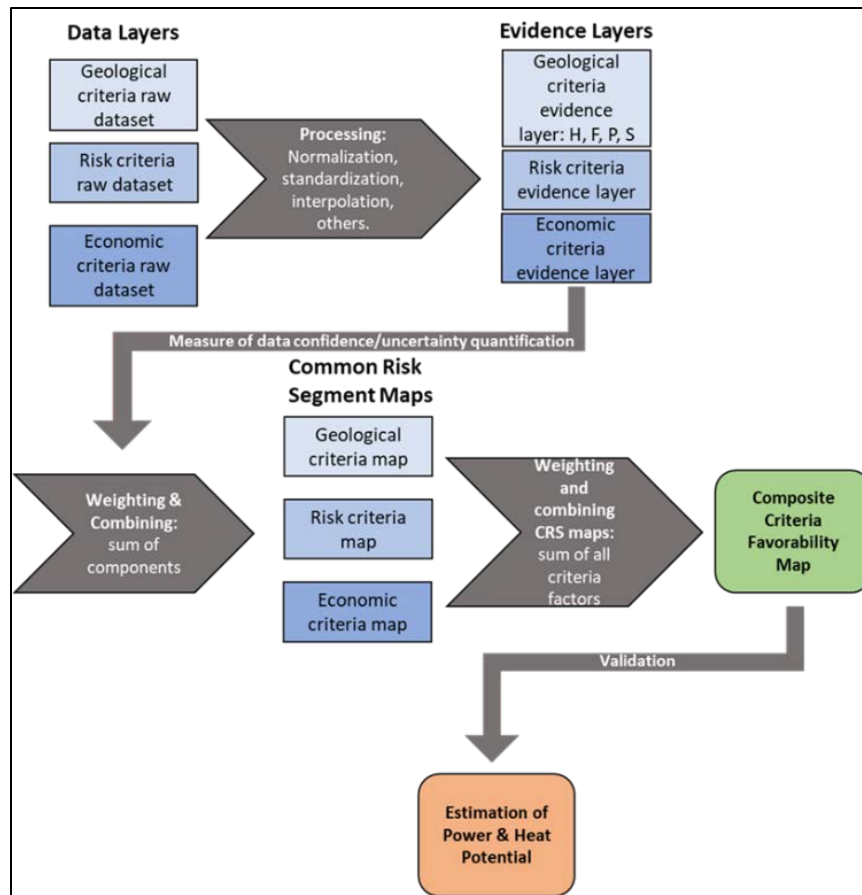 Data Layers
Geological
criteria raw
dataset
Risk criteria
raw dataset
Economic
criteria raw
dataset
Processing:
Normalization,
standardization,
interpolation,
others.
Evidence Layers
Geological
criteria
evidence
layer: H, F, P, S
Risk criteria
evidence layer
Economic
criteria
evidence layer
Measure of data confidence/uncertainty quantification
Weighting &
Combining:
sum of
components
Common Risk
Segment Maps
Geological
criteria map
Risk criteria
map
Economic
criteria map
Weighting
and
combining
CRS maps:
sum of all
criteria
factors
Composite
Criteria
Favorability
Map
Validation
Estimation of
Power & Heat
Potential